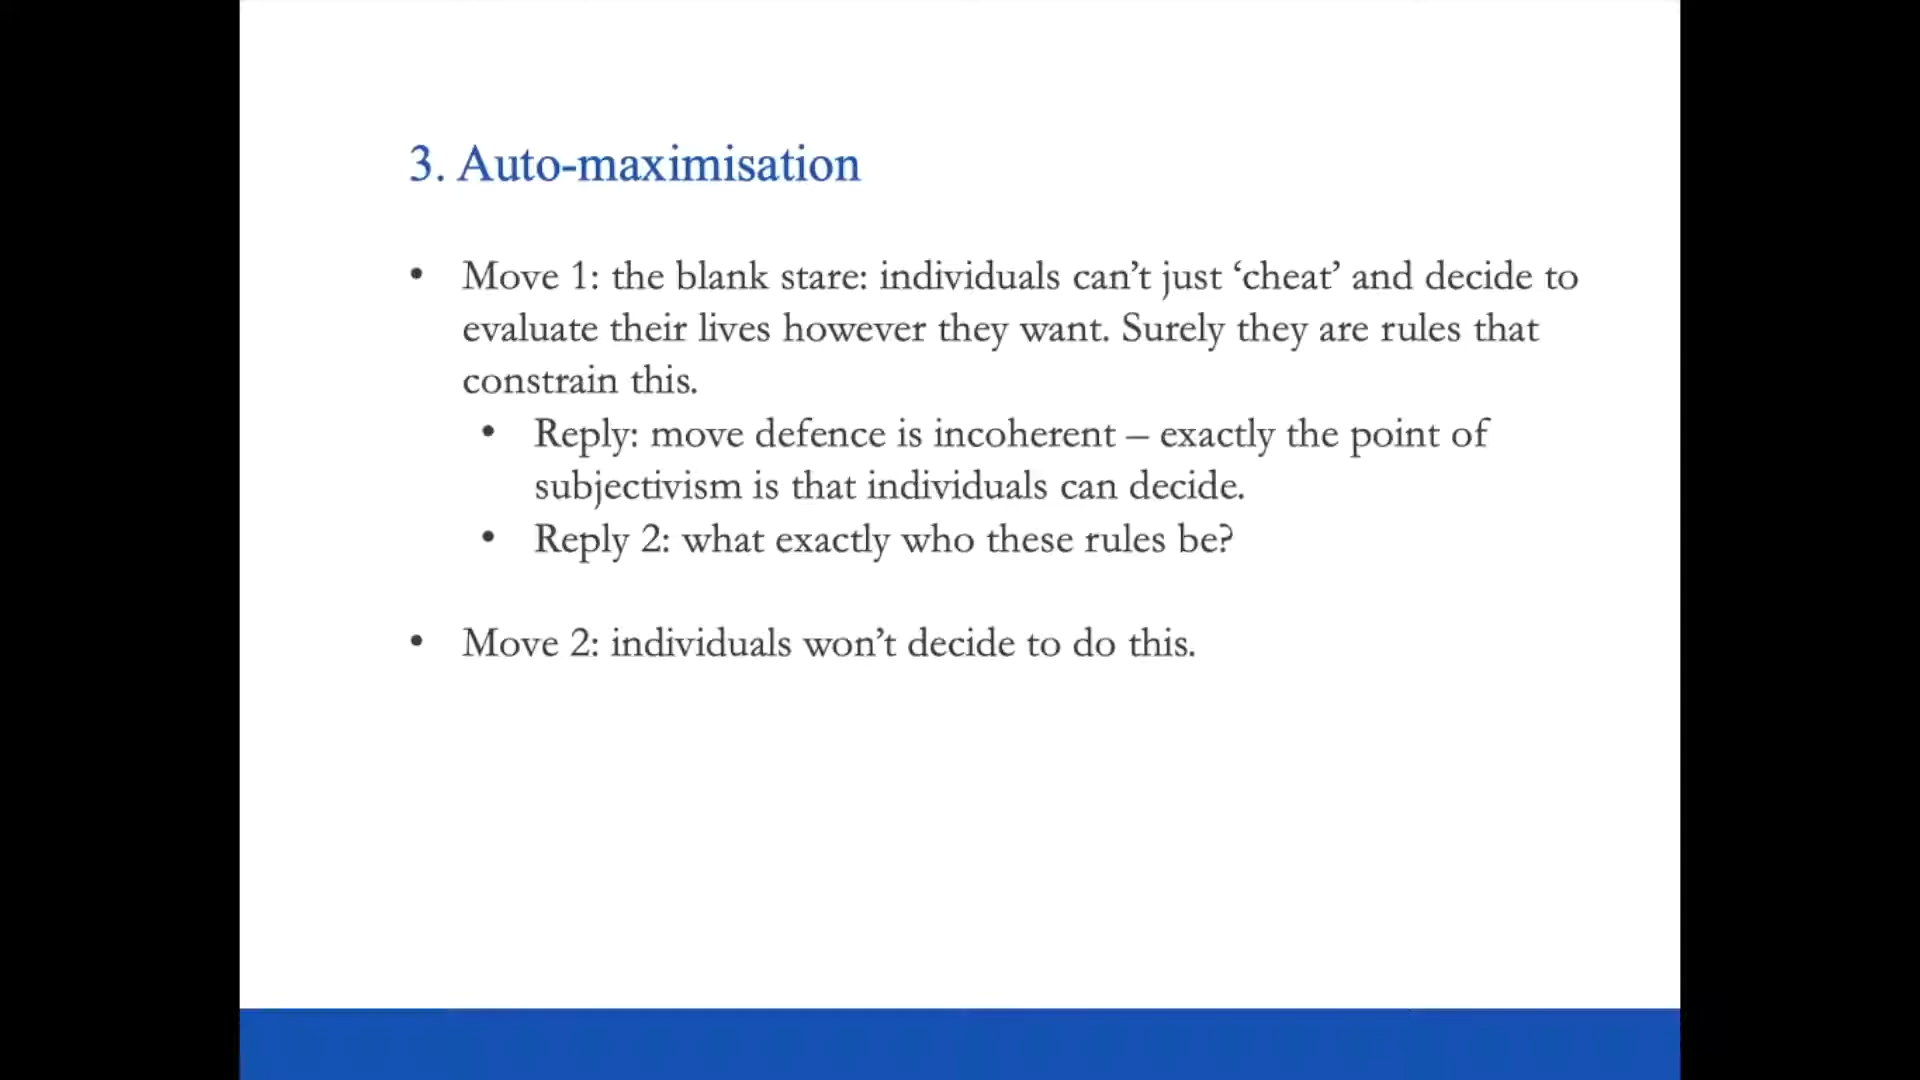 3. Auto-maximisation
• Move 1: the blank stare: individuals can’t just ‘cheat’ and decide to
evaluate their lives however they want. Surely they are rules that
constrain this.
• Reply: move defence is incoherent – exactly the point of
subjectivism is that individuals can decide.
• Reply 2: what exactly who these rules be?
• Move 2: individuals won’t decide to do this.